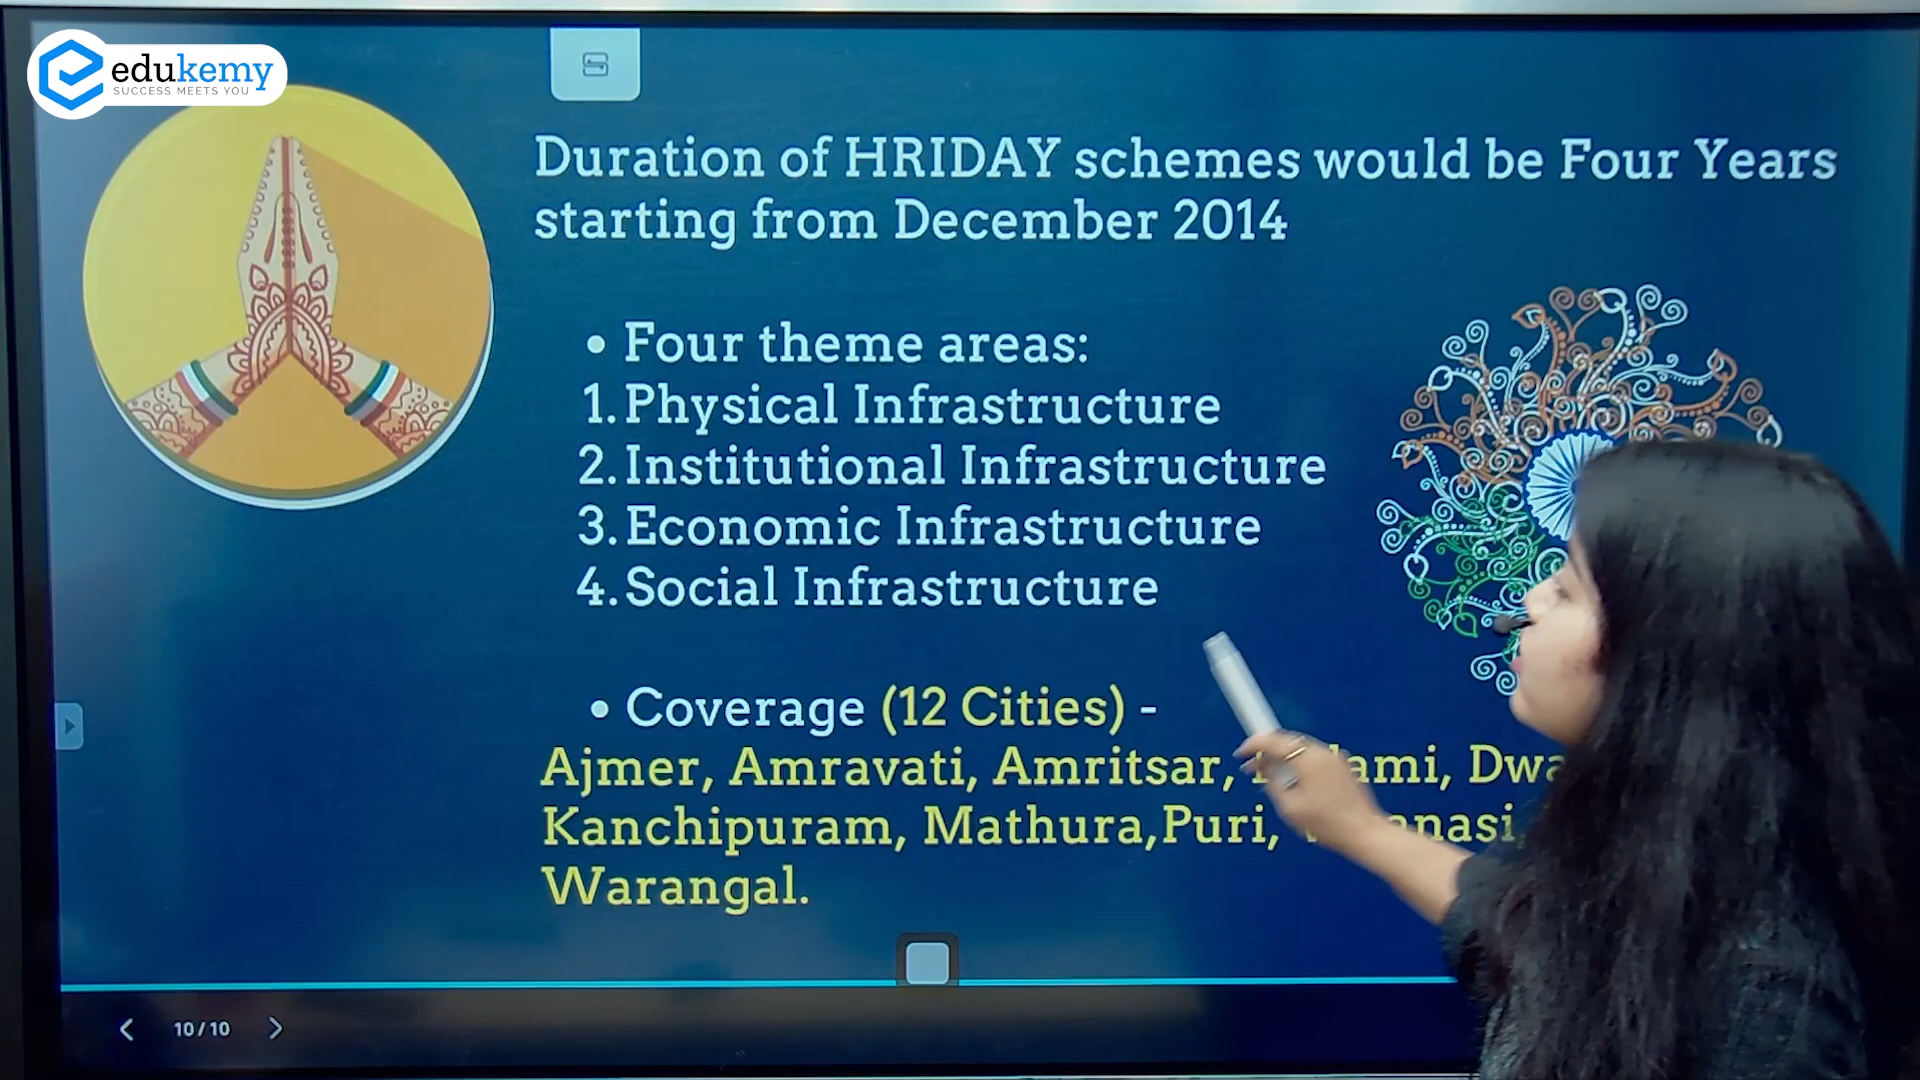 edukemy
SUCCESS MEETS YOU
Duration of HRIDAY schemes would be Four Years
starting from December 2014
• Four theme areas:
1. Physical Infrastructure
2. Institutional Infrastructure
3. Economic Infrastructure
4. Social Infrastructure
• Coverage (12 Cities) -
Ajmer, Amravati, Amritsar,
Kanchipuram, Mathura,Puri,
Warangal.
10/10